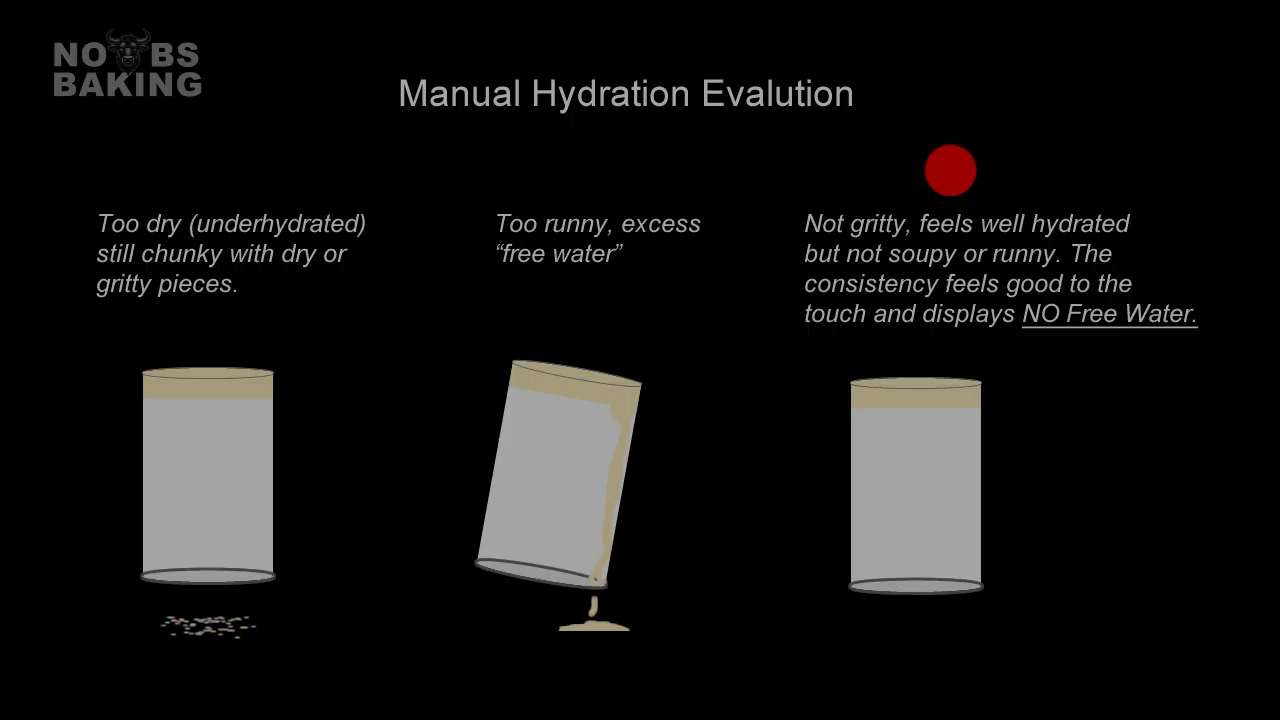 NO BS
BAKING
Manual Hydration Evalution
Too dry (underhydrated)
still chunky with dry or
gritty pieces.
Too runny, excess
“free water”
Not gritty, feels well hydrated
but not soupy or runny. The
consistency feels good to the
touch and displays NO Free Water.